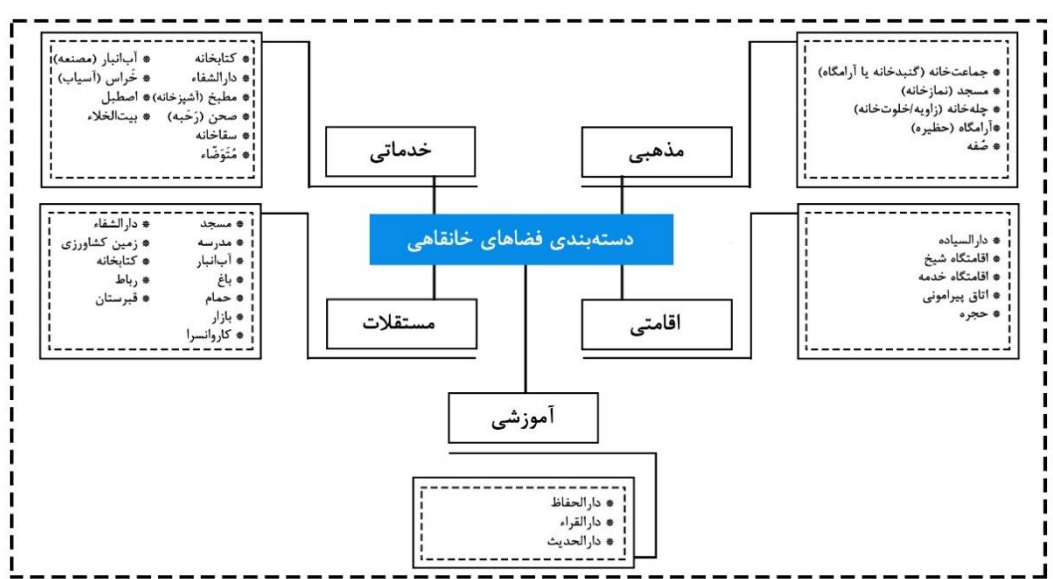 مذهبی
* جماعت‌خانه (گنبدخانه یا آرامگاه)
* مسجد (نمازخانه)
* چله‌خانه (زاویه/خلوت‌خانه)
*آرامگاه (حظیره)
* صُفه
خدماتی
* کتابخانه
* دارالشفاء
* مطبخ (آشپزخانه)
* صحن (رَحَبه)
* سقاخانه
* مُتَوَضّاء
* آب‌انبار (مصنعه)
* خَراس (آسیاب)
* اصطبل
* بیت‌الخلاء
دسته‌بندی فضاهای خانقاهی
اقامتی
* دارالسیاده
* اقامتگاه شیخ
* اقامتگاه خدمه
* اتاق پیرامونی
* حجره
مستقلات
* مسجد
* مدرسه
* آب‌انبار
* باغ
* حمام
* بازار
* کاروانسرا
* دارالشفاء
* زمین کشاورزی
* کتابخانه
* رباط
* قبرستان
آموزشی
* دارالحفاظ
* دارالقراء
* دارالحدیث